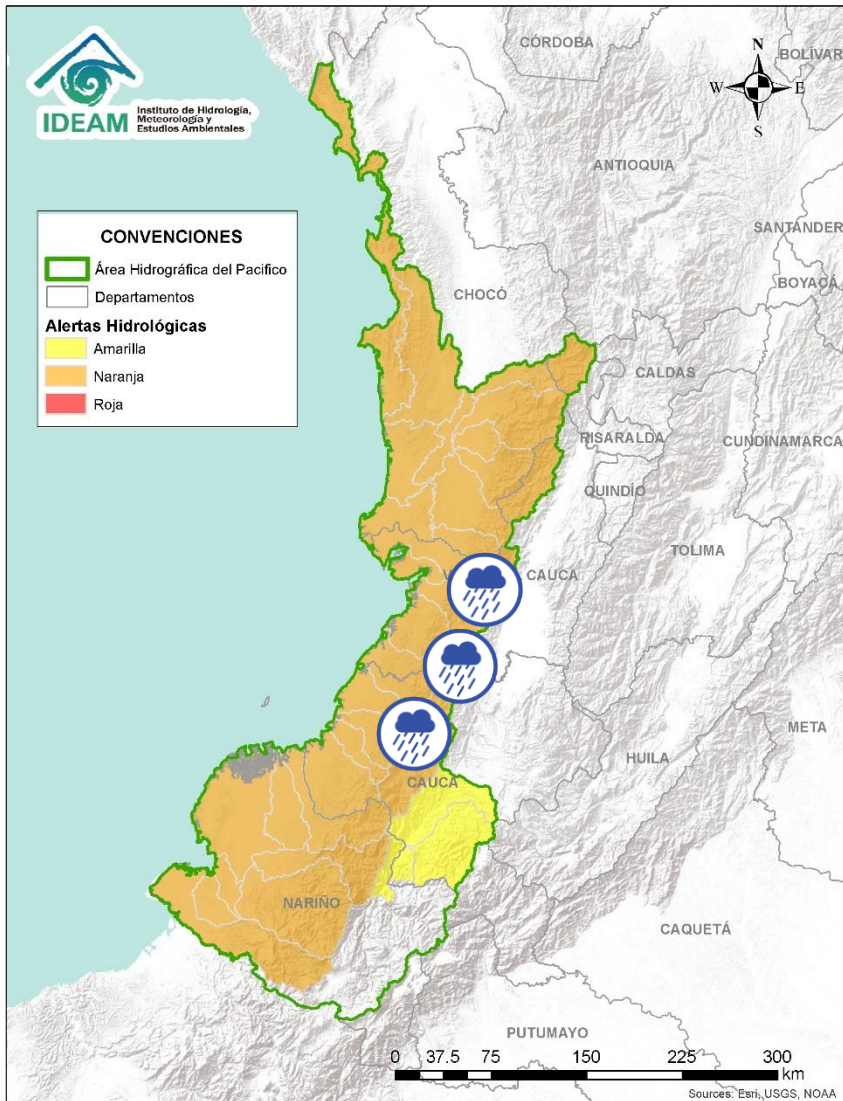 IDEAM
Instituto de Hidrología,
Meteorología y
Estudios Ambientales
N
W
E
S
CÓRDOBA
BOLÍVAR
ANTIOQUIA
SANTANDER
BOYACÁ
CHOCÓ
CALDAS
RISARALDA
CUNDINAMARCA
QUINDÍO
TOLIMA
CAUCA
META
HUILA
CAUCA
NARIÑO
CAQUETÁ
PUTUMAYO
CONVENCIONES
Área Hidrográfica del Pacifico
Departamentos
Alertas Hidrológicas
Amarilla
Naranja
Roja
0 37.5 75 150 225 300
km
Sources: Esri, USGS, NOAA